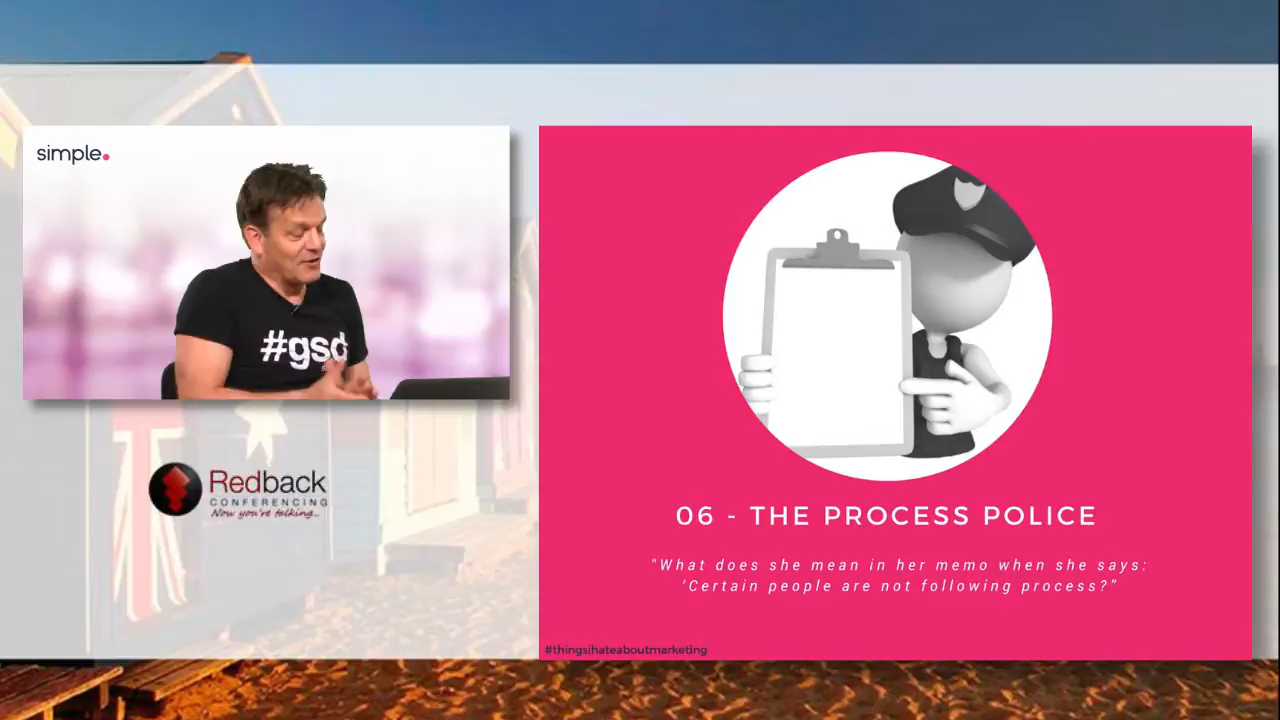 simple.
#gsd
Redback
CONFERENCING
Now you're talking...
06 - THE PROCESS POLICE
"What does she mean in her memo when she says:
'Certain people are not following process?"
#thingsihateaboutmarketing